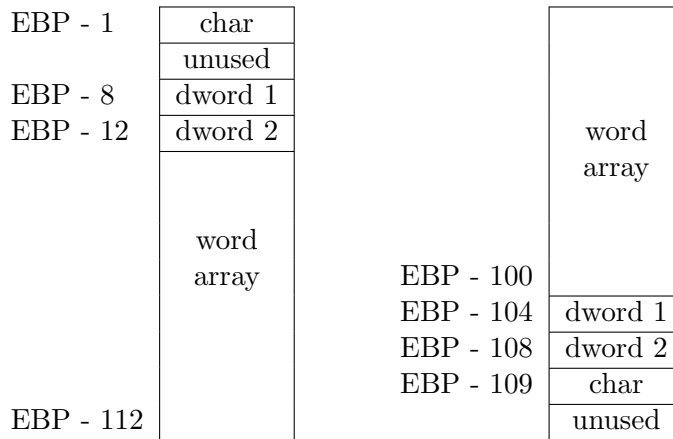 EBP - 1 char
unused
EBP - 8 dword 1
EBP - 12 dword 2
word
array
EBP - 112
word
array
EBP - 100
EBP - 104 dword 1
EBP - 108 dword 2
EBP - 109 char
unused